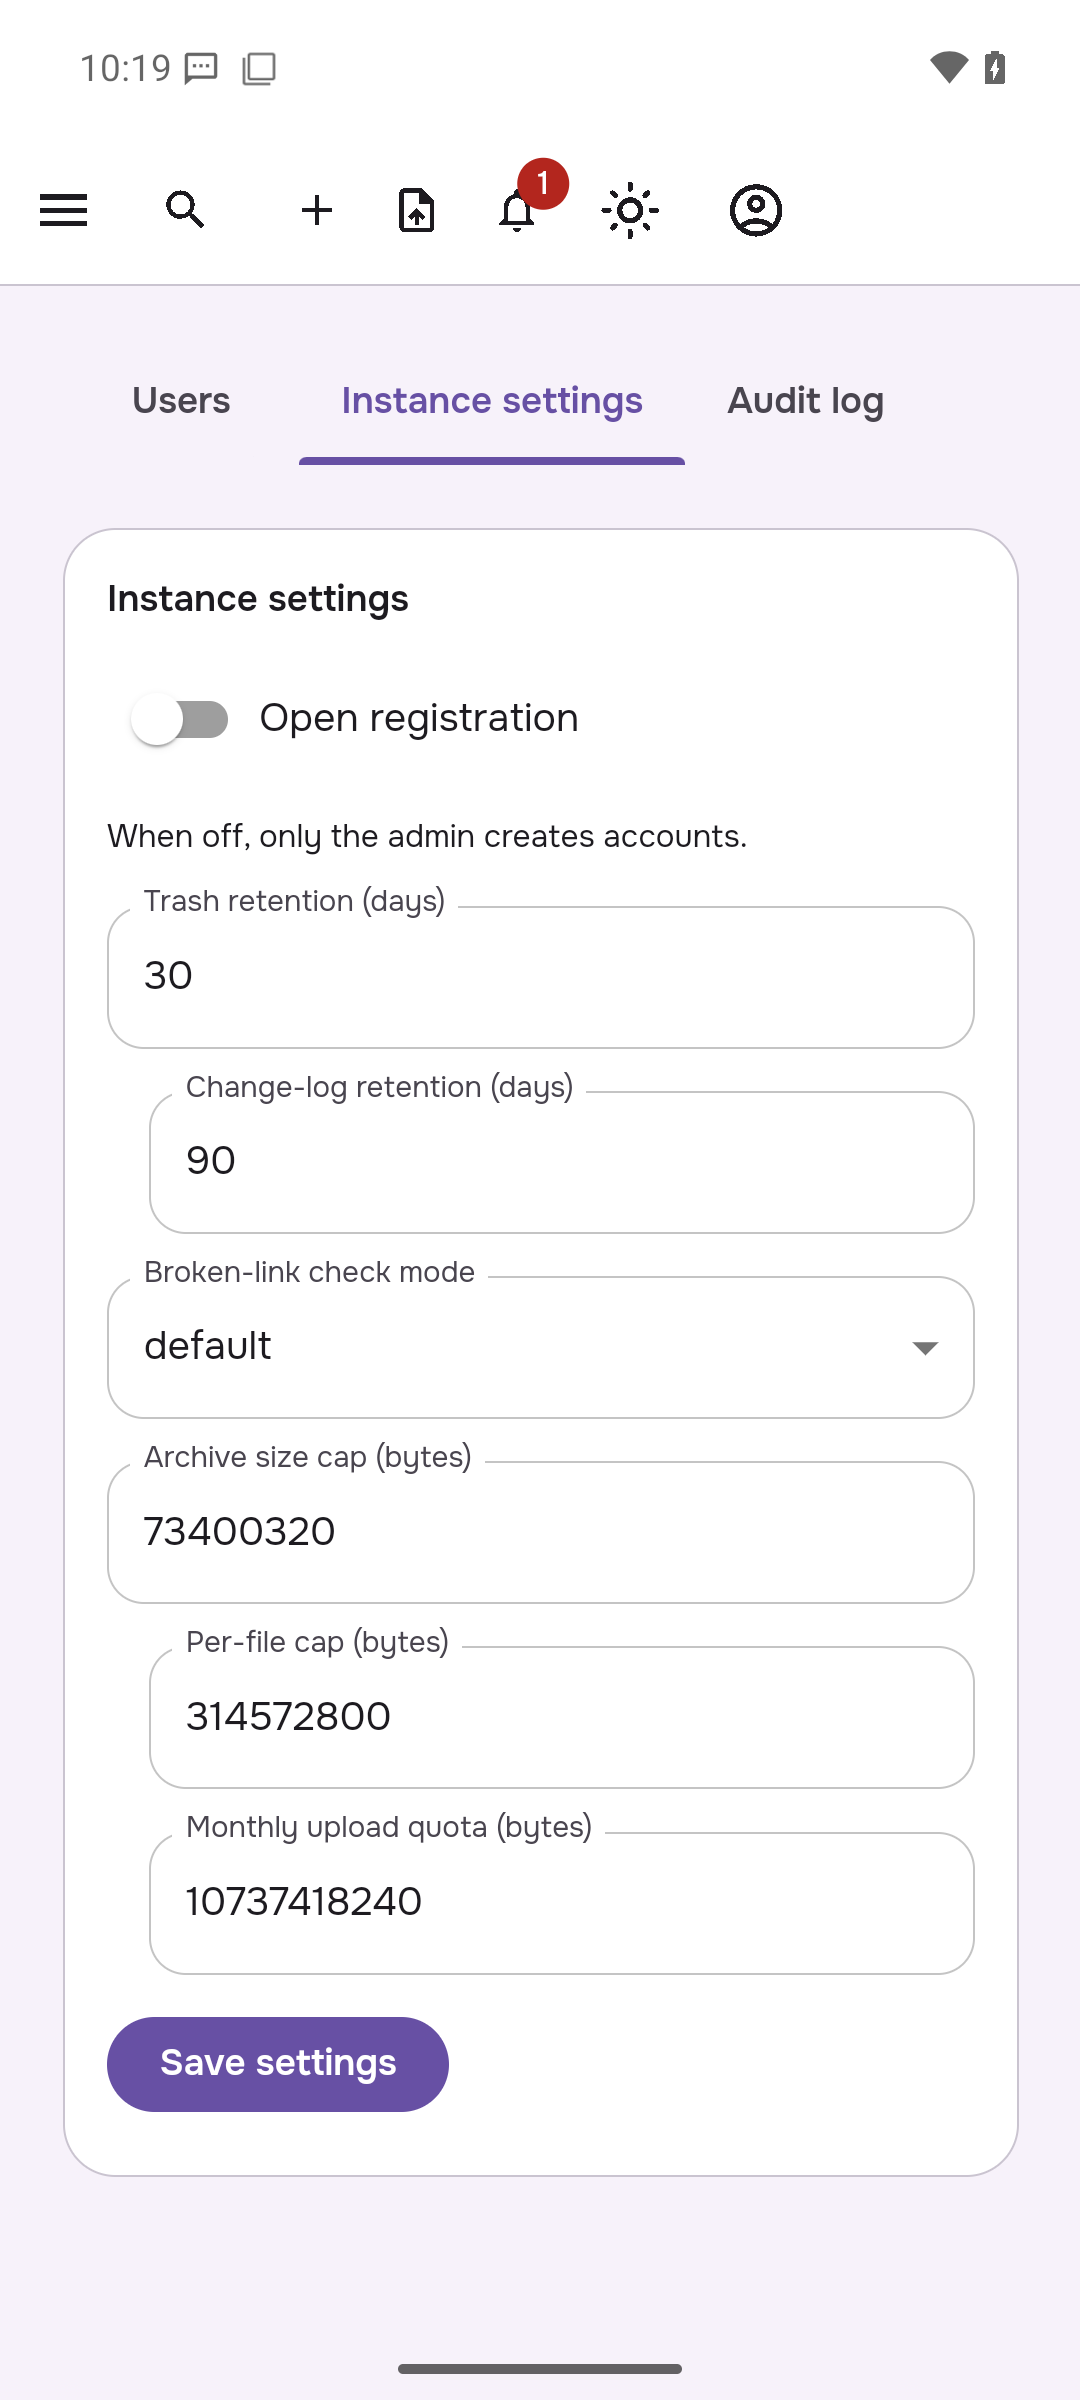 10:19
1
Users Instance settings Audit log
Instance settings
Open registration
When off, only the admin creates accounts.
Trash retention (days)
30
Change-log retention (days)
90
Broken-link check mode
default
Archive size cap (bytes)
73400320
Per-file cap (bytes)
314572800
Monthly upload quota (bytes)
10737418240
Save settings